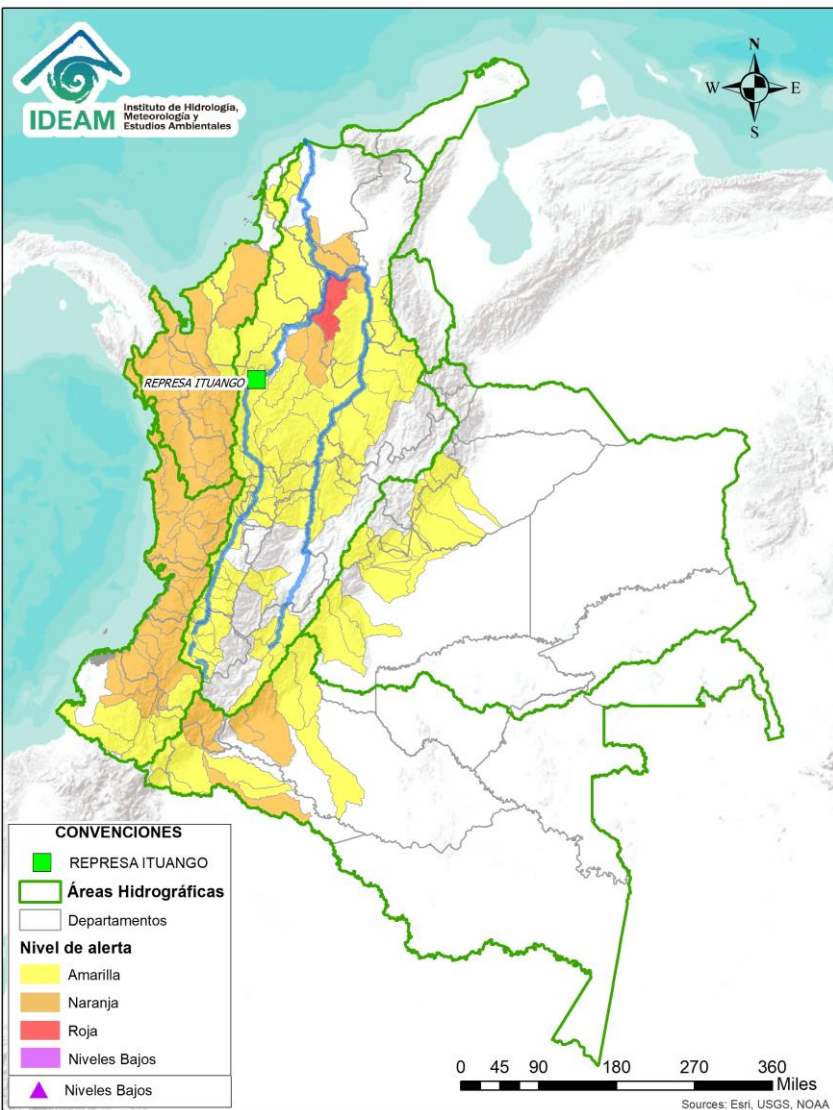 IDEAM
Instituto de Hidrología,
Meteorología y
Estudios Ambientales
N
W
E
S
REPRESA ITUANGO
CONVENCIONES
REPRESA ITUANGO
Áreas Hidrográficas
Departamentos
Nivel de alerta
Amarilla
Naranja
Roja
Niveles Bajos
Niveles Bajos
0 45 90 180 270 360
Miles
Sources: Esri, USGS, NOAA